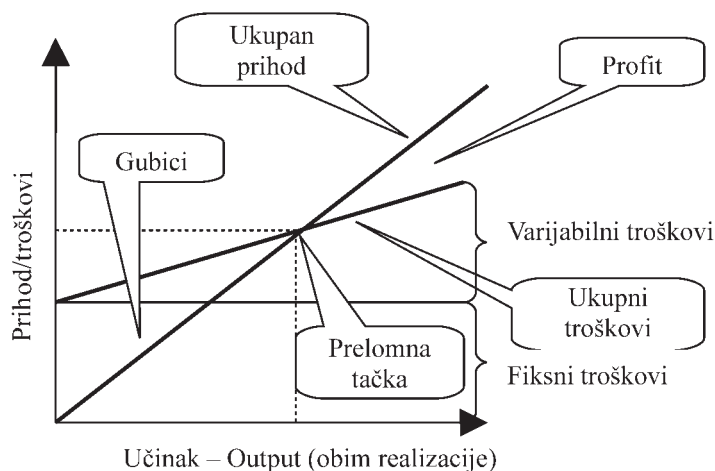 Ukupan
prihod
Profit
Gubici
Prihod/troškovi
Varijabilni troškovi
Ukupni
troškovi
Prelomna
tačka
Fiksni troškovi
Učinak – Output (obim realizacije)